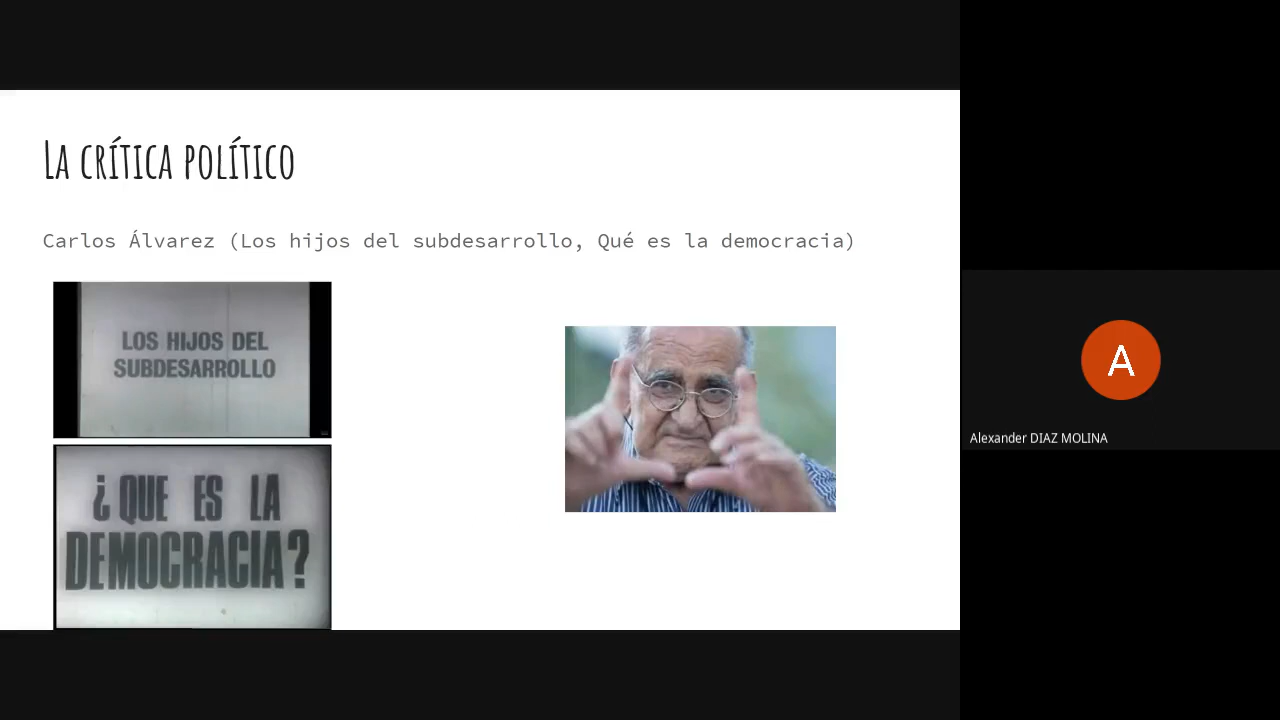 La crítica político
Carlos Álvarez (Los hijos del subdesarrollo, Qué es la democracia)
LOS HIJOS DEL
SUBDESARROLLO
¿QUE ES LA
DEMOCRACIA?
A
Alexander DIAZ MOLINA